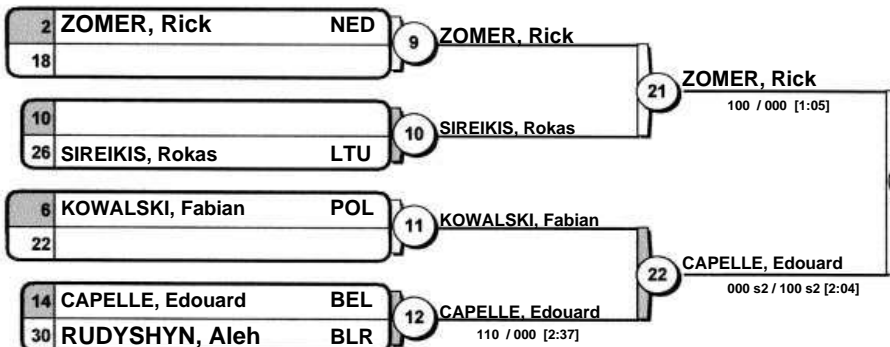 2 ZOMER, Rick NED
18
9 ZOMER, Rick
10
26 SIREIKIS, Rokas LTU
10 SIREIKIS, Rokas
21 ZOMER, Rick
100 / 000 [1:05]
6 KOWALSKI, Fabian POL
22
11 KOWALSKI, Fabian
14 CAPELLE, Edouard BEL
30 RUDYSHYN, Aleh BLR
12 CAPELLE, Edouard
110 / 000 [2:37]
22 CAPELLE, Edouard
000 s2 / 100 s2 [2:04]